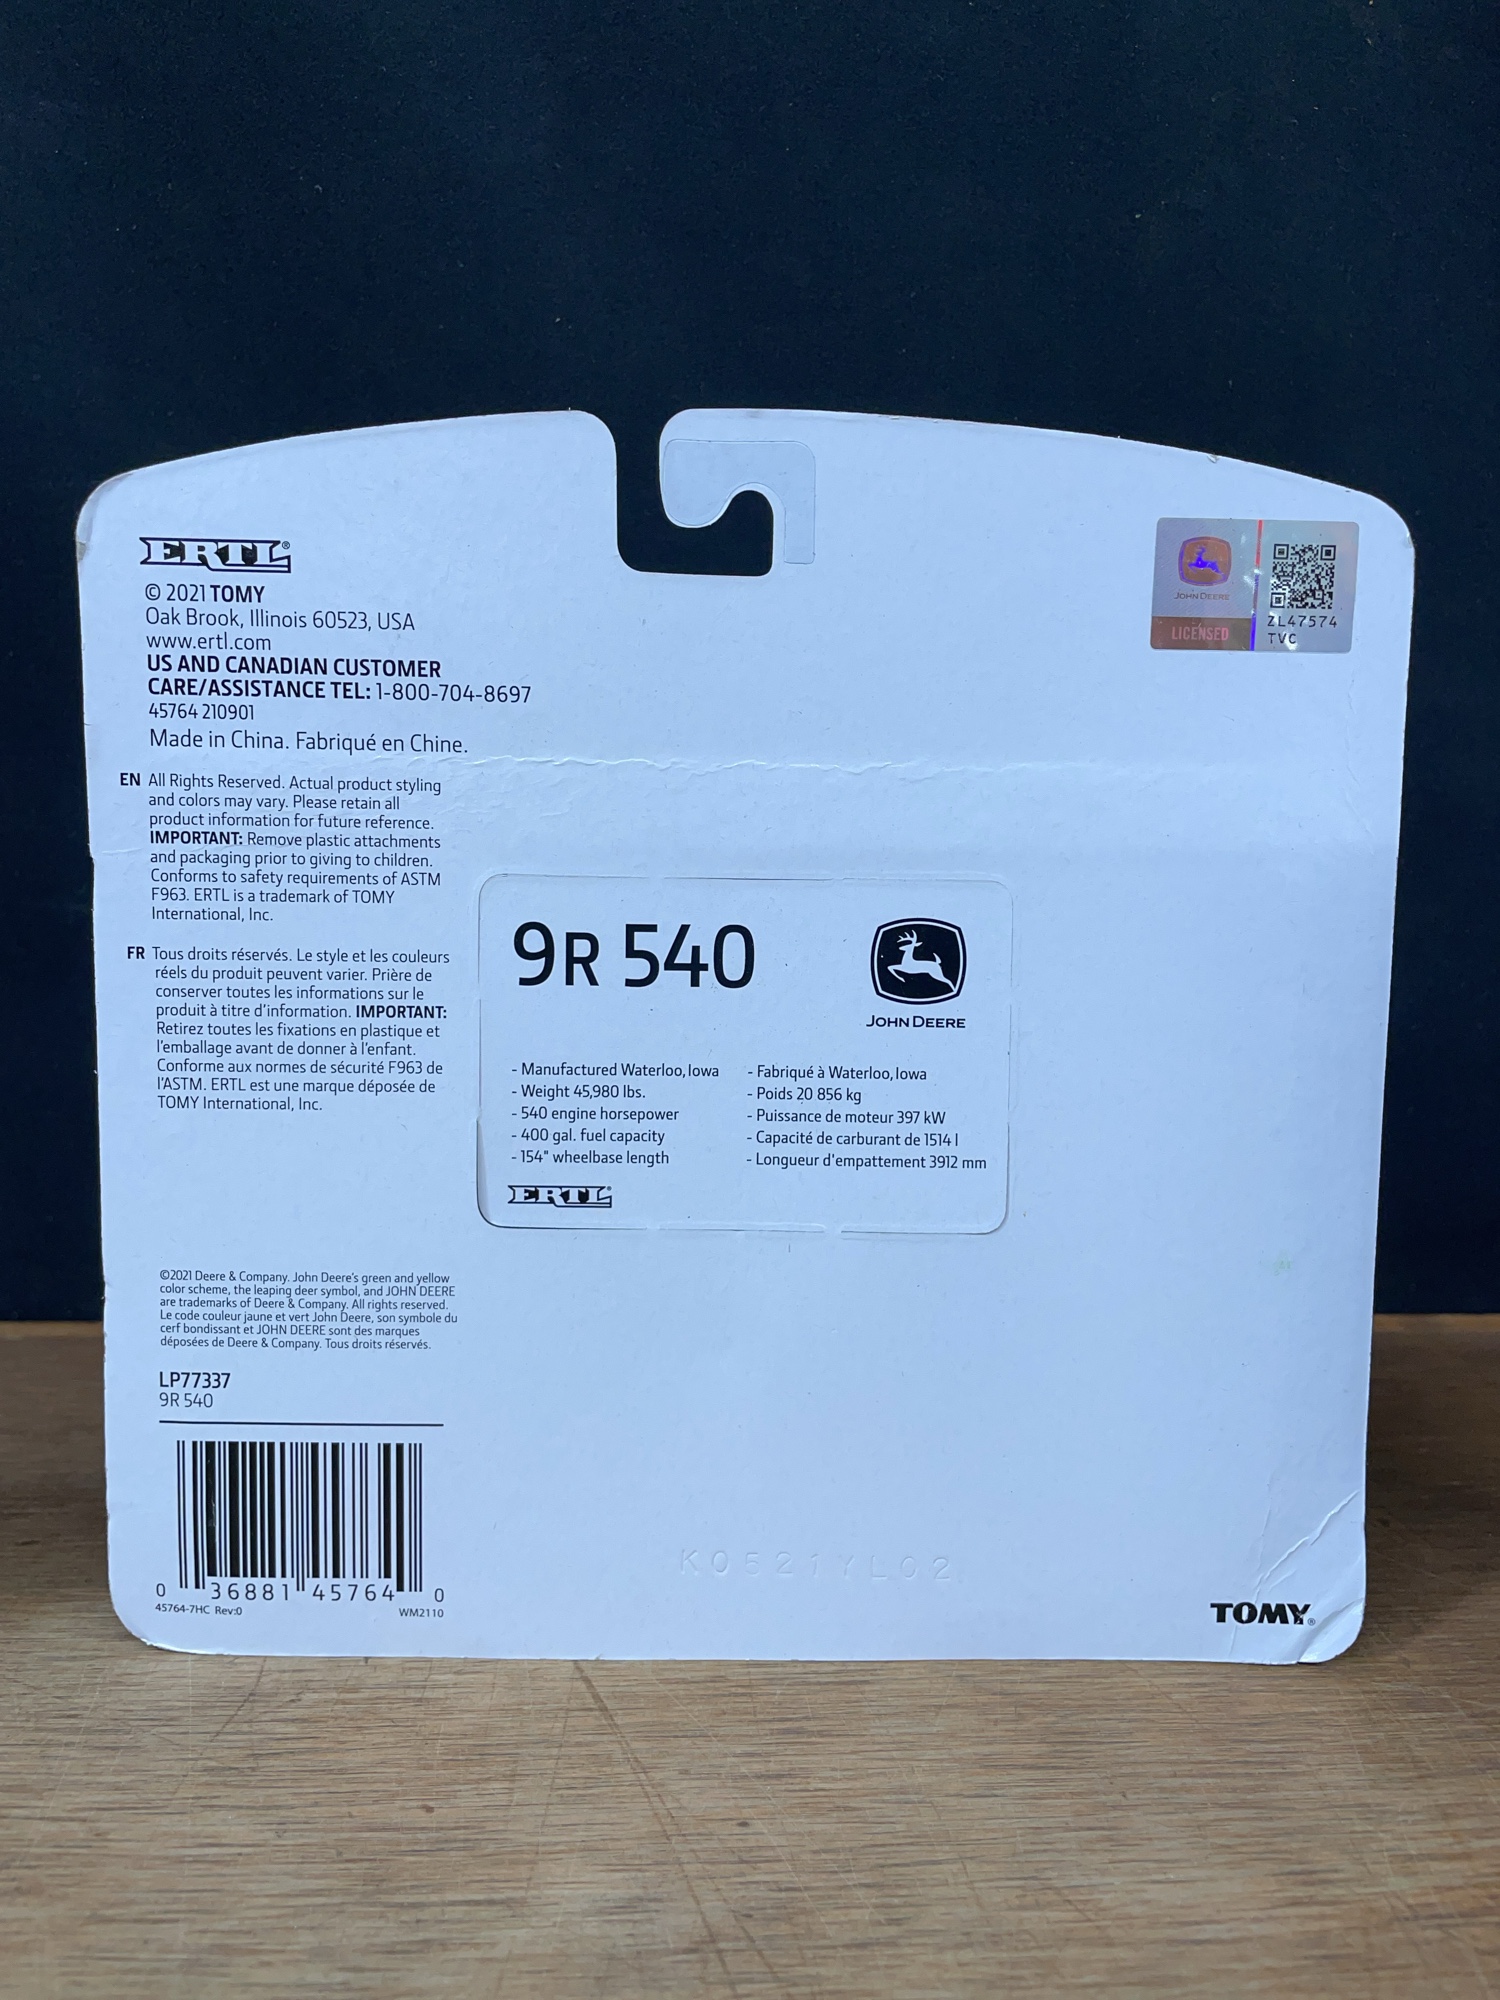 ERTL®
© 2021 TOMY
Oak Brook, Illinois 60523, USA
www.ertl.com
US AND CANADIAN CUSTOMER
CARE/ASSISTANCE TEL: 1-800-704-8697
45764 210901
Made in China. Fabriqué en Chine.
EN All Rights Reserved. Actual product styling
and colors may vary. Please retain all
product information for future reference.
IMPORTANT: Remove plastic attachments
and packaging prior to giving to children.
Conforms to safety requirements of ASTM
F963. ERTL is a trademark of TOMY
International, Inc.
FR Tous droits réservés. Le style et les couleurs
réels du produit peuvent varier. Prière de
conserver toutes les informations sur le
produit à titre d'information. IMPORTANT:
Retirez toutes les fixations en plastique et
l'emballage avant de donner à l'enfant.
Conforme aux normes de sécurité F963 de
l'ASTM. ERTL est une marque déposée de
TOMY International, Inc.
©2021 Deere & Company. John Deere's green and yellow
color scheme, the leaping deer symbol, and JOHN DEERE
are trademarks of Deere & Company. All rights reserved.
Le code couleur jaune et vert John Deere, son symbole du
cerf bondissant et JOHN DEERE sont des marques
déposées de Deere & Company. Tous droits réservés.
LP77337
9R 540
0 36881 45764 0
45764-7HC Rev:0 WM2110
JOHN DEERE
LICENSED
ZL47574
TVC
9R 540
JOHN DEERE
- Manufactured Waterloo, Iowa
- Weight 45,980 lbs.
- 540 engine horsepower
- 400 gal. fuel capacity
- 154" wheelbase length
- Fabriqué à Waterloo, Iowa
- Poids 20 856 kg
- Puissance de moteur 397 kW
- Capacité de carburant de 1514 l
- Longueur d'empattement 3912 mm
ERTL®
K0521YL02
TOMY®